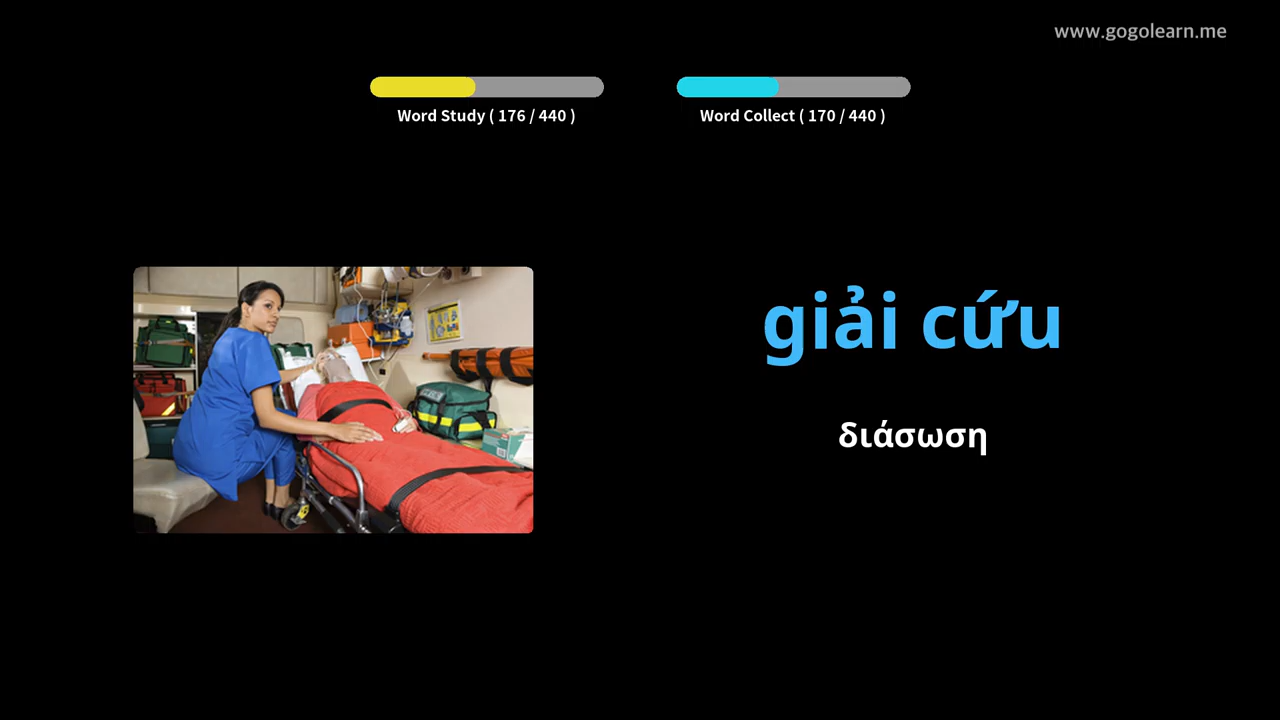 www.gogolearn.me
Word Study ( 176 / 440 )
Word Collect ( 170 / 440 )
giải cứu
διάσωση